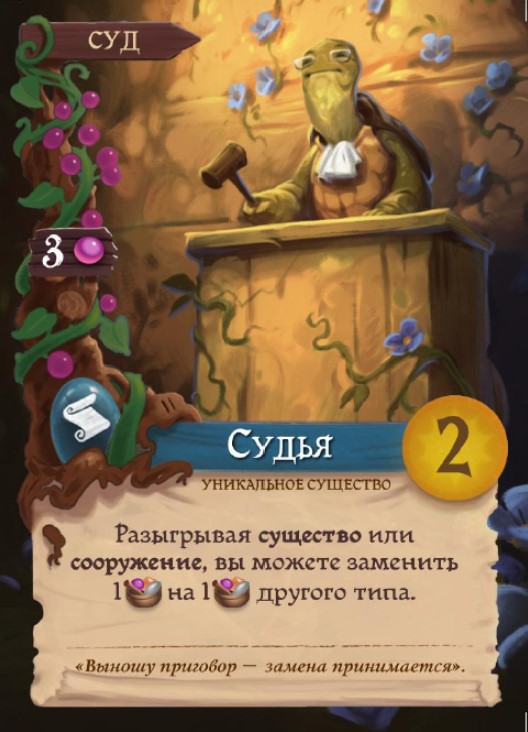 СУД
3
Судья
2
УНИКАЛЬНОЕ СУЩЕСТВО
Разыгрывая существо или
сооружение, вы можете заменить
1 на 1 другого типа.
«Выношу приговор — замена принимается».